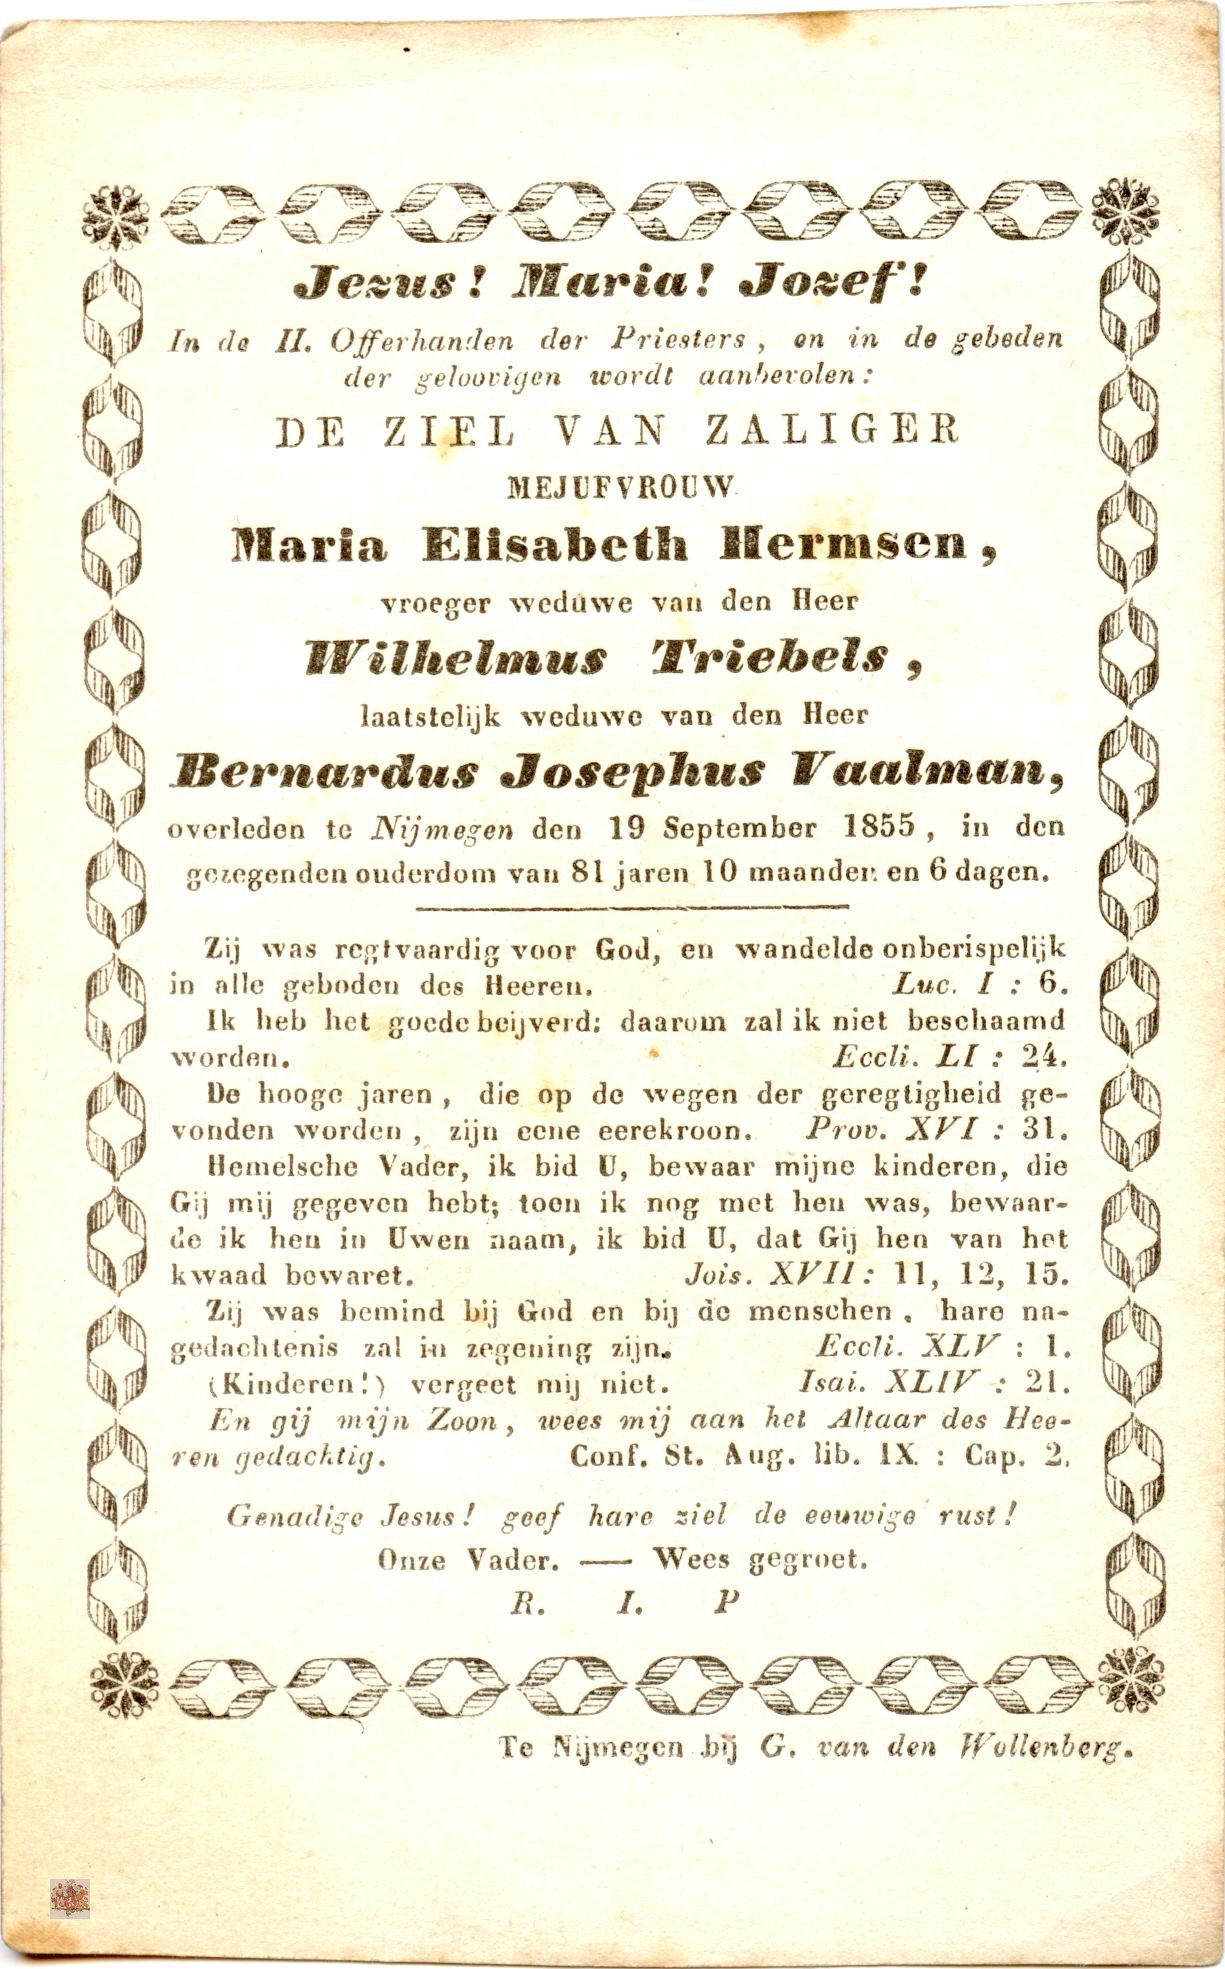 Jezus! Maria! Jozef!
In de II. Offerhanden der Priesters, en in de gebeden
der geloovigen wordt aanbevolen:
DE ZIEL VAN ZALIGER
MEJUFVROUW
Maria Elisabeth Hermsen,
vroeger weduwe van den Heer
Wilhelmus Triebels,
laatstelijk weduwe van den Heer
Bernardus Josephus Vaalman,
overleden te Nijmegen den 19 September 1855, in den
gezegenden ouderdom van 81 jaren 10 maanden en 6 dagen.
Zij was regtvaardig voor God, en wandelde onberispelijk
in alle geboden des Heeren. Luc. I : 6.
Ik heb het goede beijverd: daarom zal ik niet beschaamd
worden. Eccli. LI : 24.
De hooge jaren, die op de wegen der geregtigheid ge-
vonden worden, zijn eene eerekroon. Prov. XVI : 31.
Hemelsche Vader, ik bid U, bewaar mijne kinderen, die
Gij mij gegeven hebt; toen ik nog met hen was, bewaar-
de ik hen in Uwen naam, ik bid U, dat Gij hen van het
kwaad bewaret. Jois. XVII : 11, 12, 15.
Zij was bemind bij God en bij de menschen, hare na-
gedachtenis zal in zegening zijn. Eccli. XLV : 1.
(Kinderen!) vergeet mij niet. Isai. XLIV : 21.
En gij mijn Zoon, wees mij aan het Altaar des Hee-
ren gedachtig. Conf. St. Aug. lib. IX. : Cap. 2.
Genadige Jesus! geef hare ziel de eeuwige rust!
Onze Vader. — Wees gegroet.
R. I. P
Te Nijmegen bij G. van den Wollenberg.